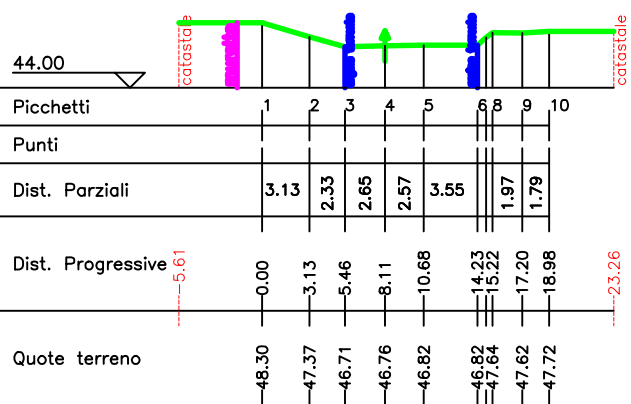 catastale
catastale
44.00
Picchetti 1 2 3 4 5 6 8 9 10
Punti
Dist. Parziali 3.13 2.33 2.65 2.57 3.55 1.97 1.79
Dist. Progressive -5.61 0.00 3.13 5.46 8.11 10.68 14.23 15.22 17.20 18.98 23.26
Quote terreno 48.30 47.37 46.71 46.76 46.82 46.82 47.64 47.62 47.72